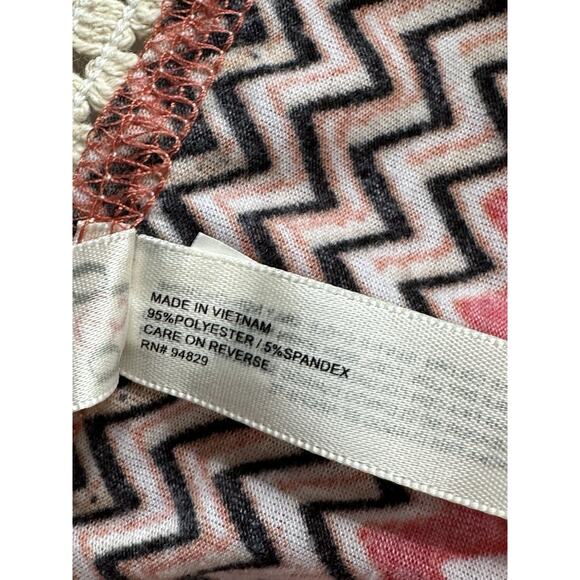 MADE IN VIETNAM
95%POLYESTER / 5%SPANDEX
CARE ON REVERSE
RN# 94829